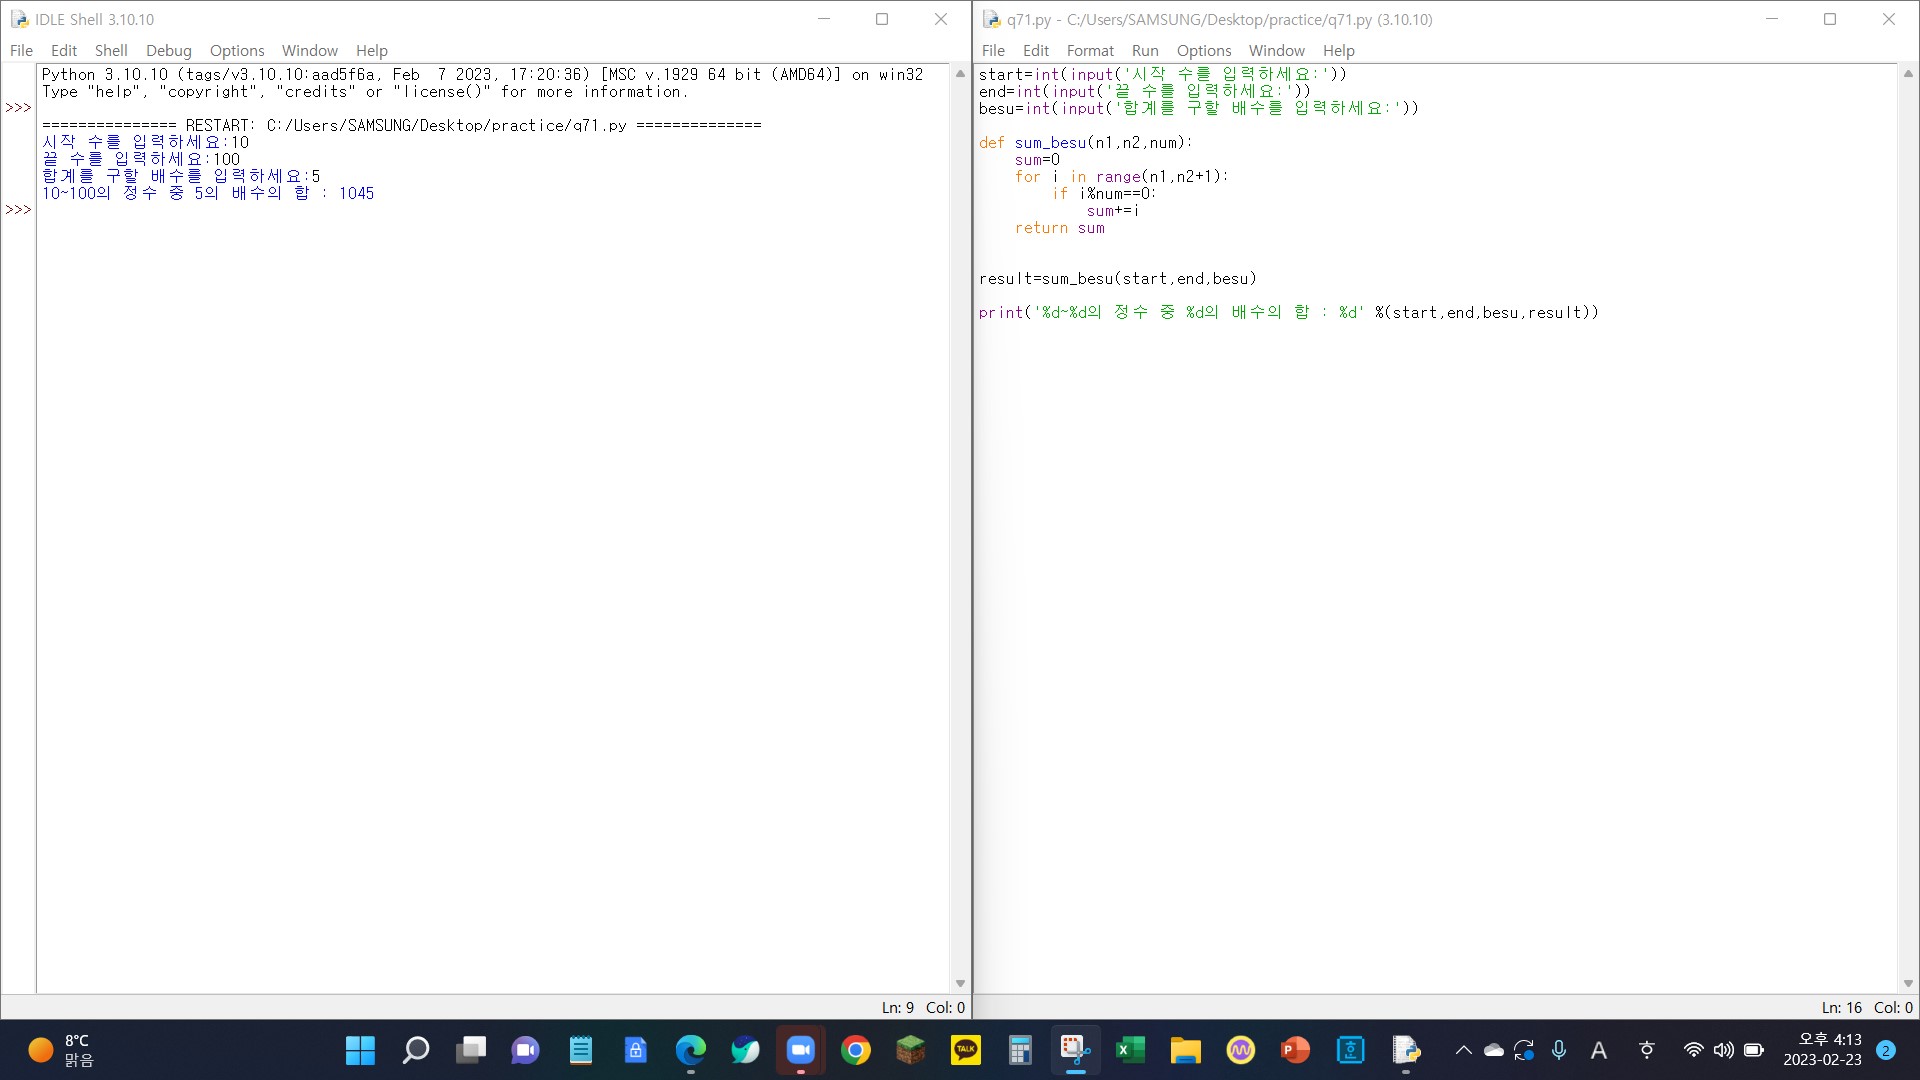 IDLE Shell 3.10.10
File Edit Shell Debug Options Window Help
Python 3.10.10 (tags/v3.10.10:aad5f6a, Feb  7 2023, 17:20:36) [MSC v.1929 64 bit (AMD64)] on win32
Type "help", "copyright", "credits" or "license()" for more information.
>>>
=============== RESTART: C:/Users/SAMSUNG/Desktop/practice/q71.py ==============
시작 수를 입력하세요:10
끝 수를 입력하세요:100
합계를 구할 배수를 입력하세요:5
10~100의 정수 중 5의 배수의 합 : 1045
>>>
Ln: 9 Col: 0
q71.py - C:/Users/SAMSUNG/Desktop/practice/q71.py (3.10.10)
File Edit Format Run Options Window Help
start=int(input('시작 수를 입력하세요:'))
end=int(input('끝 수를 입력하세요:'))
besu=int(input('합계를 구할 배수를 입력하세요:'))
def sum_besu(n1,n2,num):
    sum=0
    for i in range(n1,n2+1):
        if i%num==0:
            sum+=i
    return sum
result=sum_besu(start,end,besu)
print('%d~%d의 정수 중 %d의 배수의 합 : %d' %(start,end,besu,result))
Ln: 16 Col: 0
8°C
맑음
TALK
A
오후 4:13
2023-02-23
2